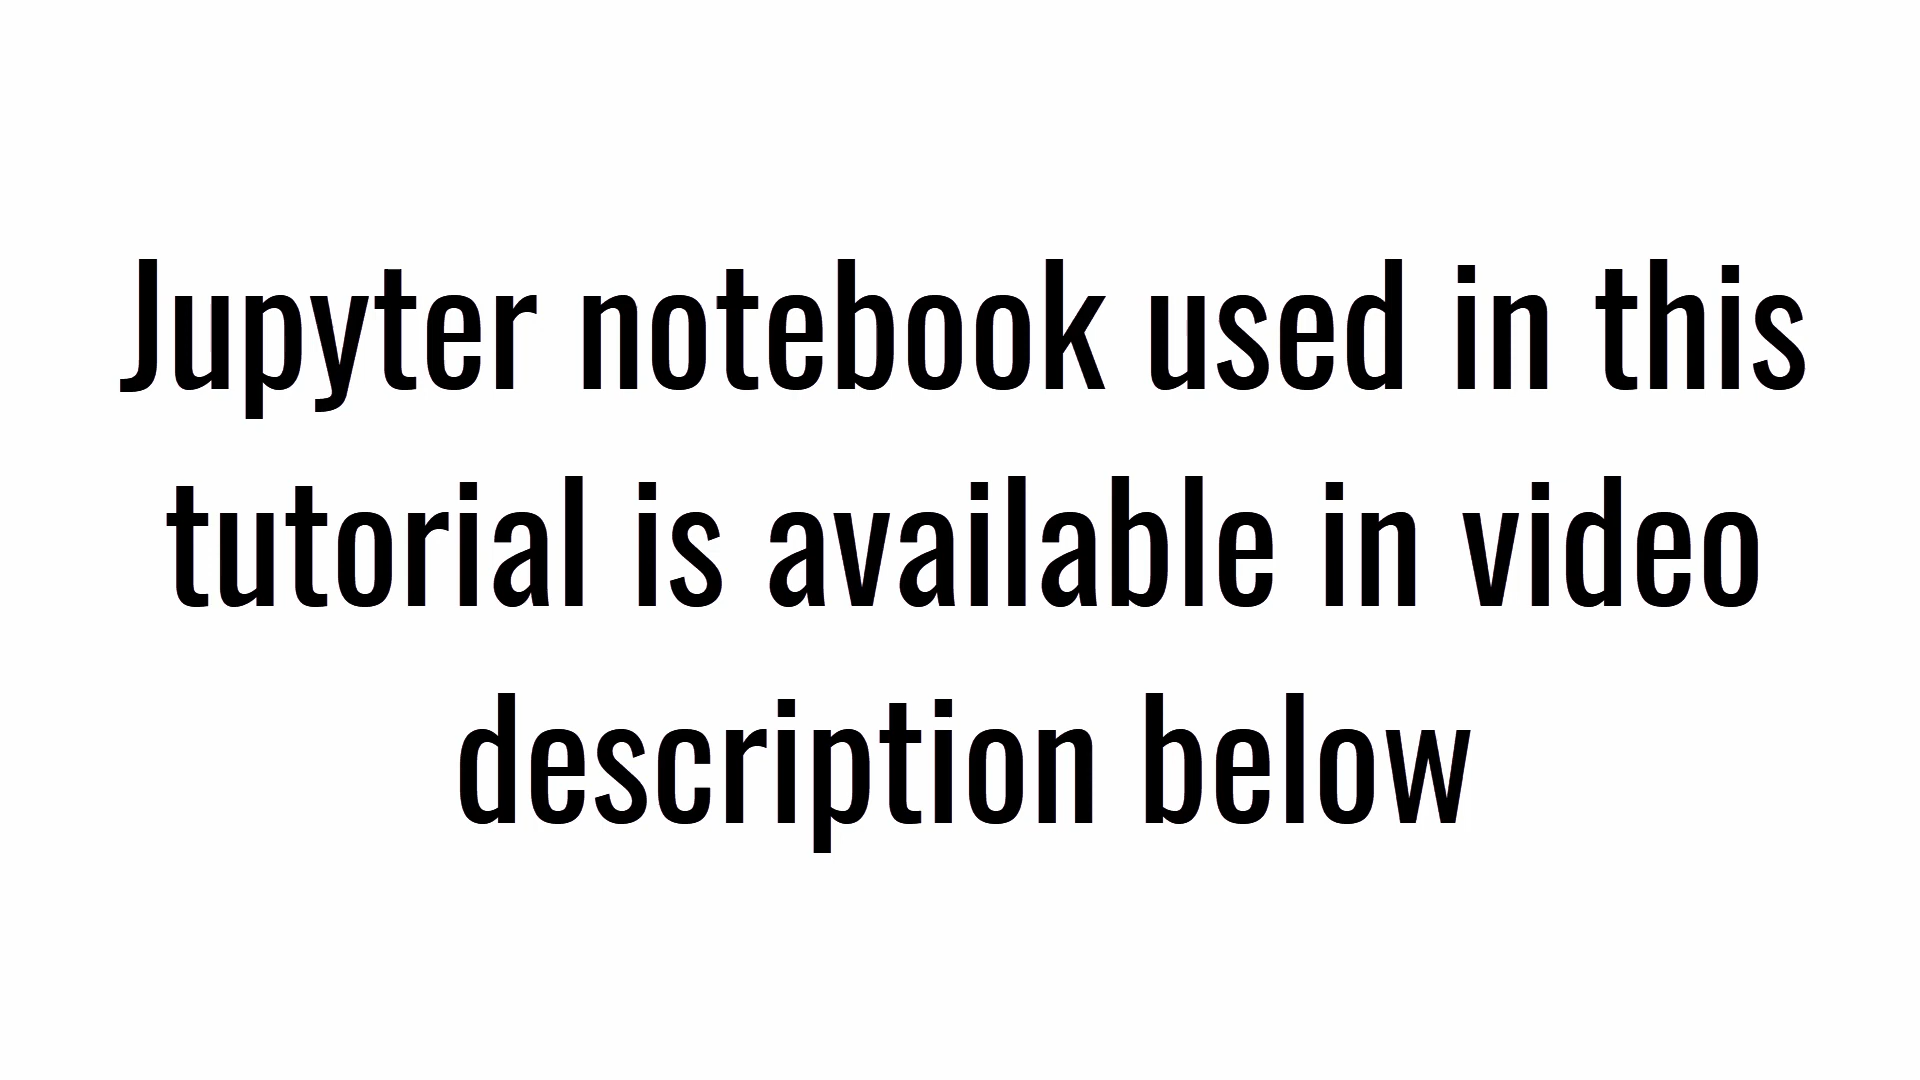 Jupyter notebook used in this
tutorial is available in video
description below